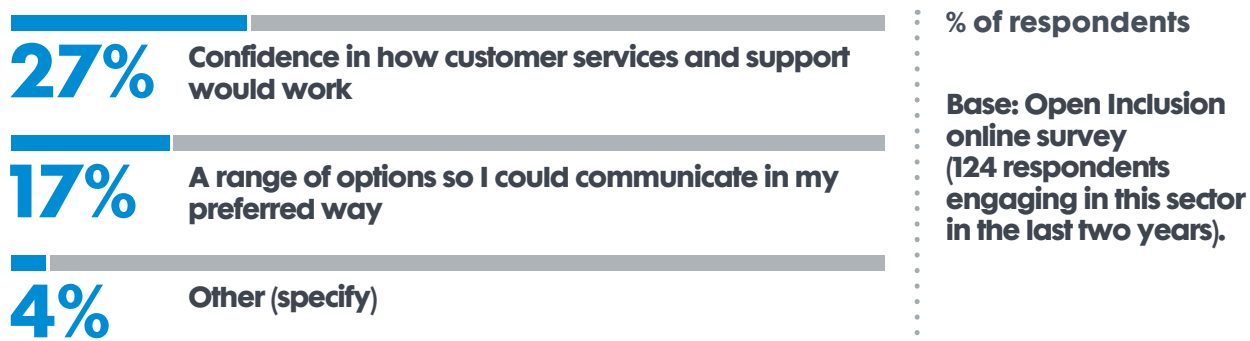 27%
Confidence in how customer services and support
would work
17%
A range of options so I could communicate in my
preferred way
4%
Other (specify)
% of respondents
Base: Open Inclusion
online survey
(124 respondents
engaging in this sector
in the last two years).